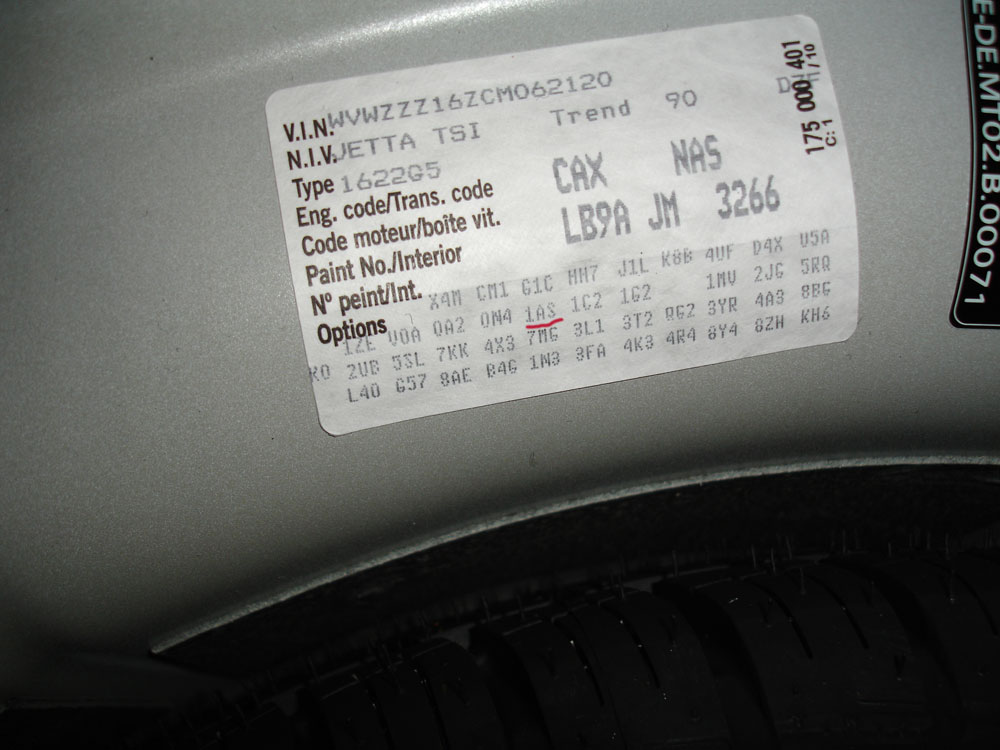 V.I.N. WVWZZZ16ZCM062120
N.I.V. JETTA TSI Trend 90
Type 1622G5
Eng. code/Trans. code CAX NAS
Code moteur/boîte vit.
Paint No./Interior LB9A JM 3266
N° peint/Int.
Options X4M CM1 G1C HH7 J1L K8B 4UF D4X U5A
1ZE V0A 0A2 0N4 1AS 1C2 1G2 1MV 2JG 5RQ
K0 2UB 5SL 7KK 4X3 7MG 3L1 3T2 QG2 3YR 4A3 8BG
L40 G57 8AE B4G 1N3 3FA 4K3 4R4 8Y4 8ZH KH6
175 000 401
C: 1 /10
E-DE.MT02.B.00071